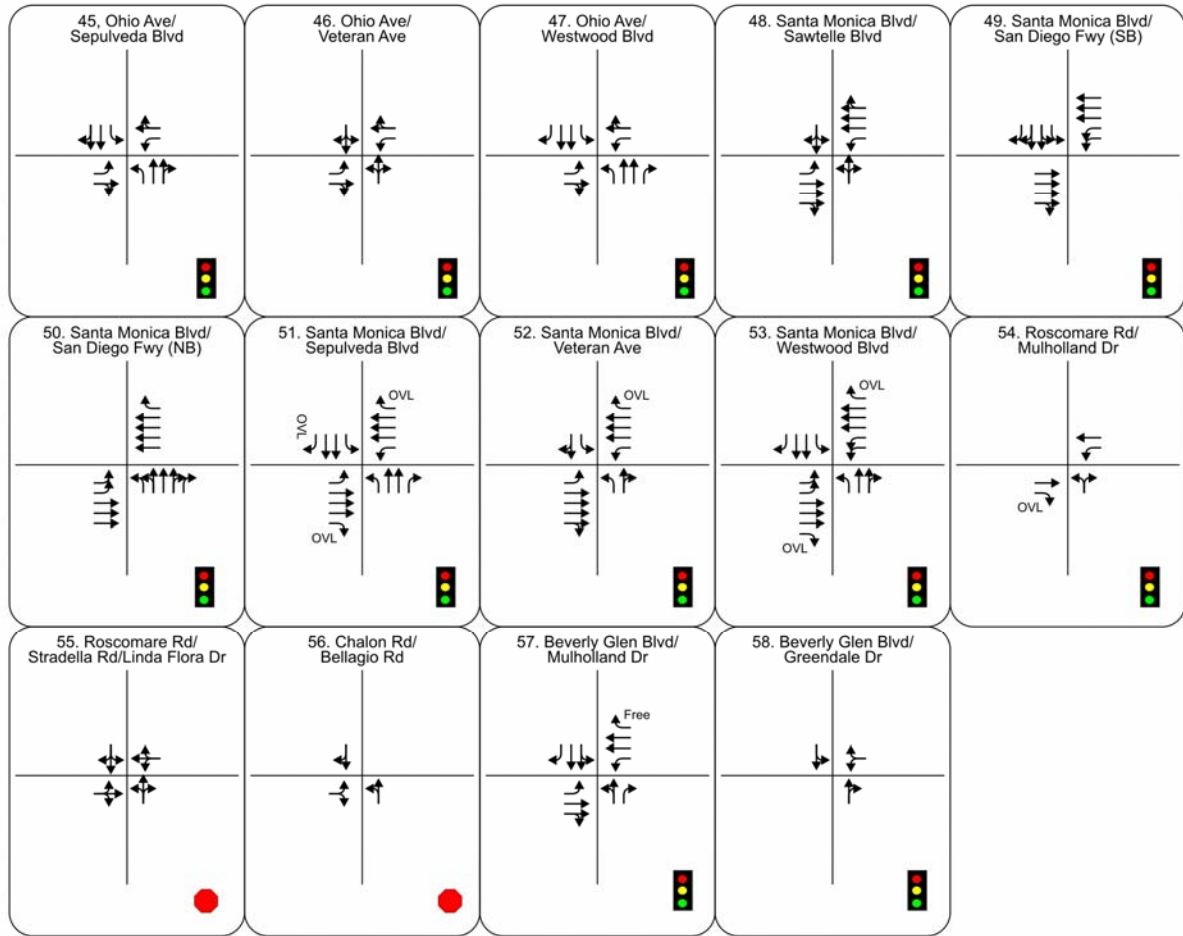 45, Ohio Ave/
Sepulveda Blvd
46. Ohio Ave/
Veteran Ave
47. Ohio Ave/
Westwood Blvd
48. Santa Monica Blvd/
Sawtelle Blvd
49. Santa Monica Blvd/
San Diego Fwy (SB)
50. Santa Monica Blvd/
San Diego Fwy (NB)
51. Santa Monica Blvd/
Sepulveda Blvd
OVL
OVL
OVL
52. Santa Monica Blvd/
Veteran Ave
OVL
53. Santa Monica Blvd/
Westwood Blvd
OVL
OVL
54. Roscomare Rd/
Mulholland Dr
OVL
55. Roscomare Rd/
Stradella Rd/Linda Flora Dr
56. Chalon Rd/
Bellagio Rd
57. Beverly Glen Blvd/
Mulholland Dr
Free
58. Beverly Glen Blvd/
Greendale Dr